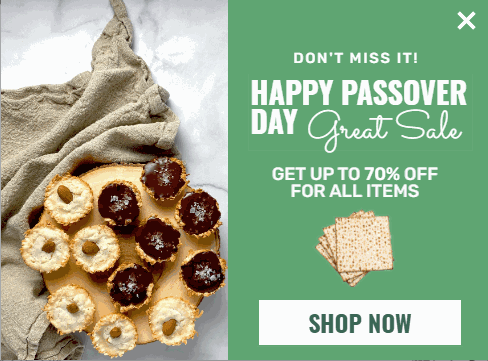 DON'T MISS IT!
HAPPY PASSOVER
DAY Great Sale
GET UP TO 70% OFF
FOR ALL ITEMS
SHOP NOW